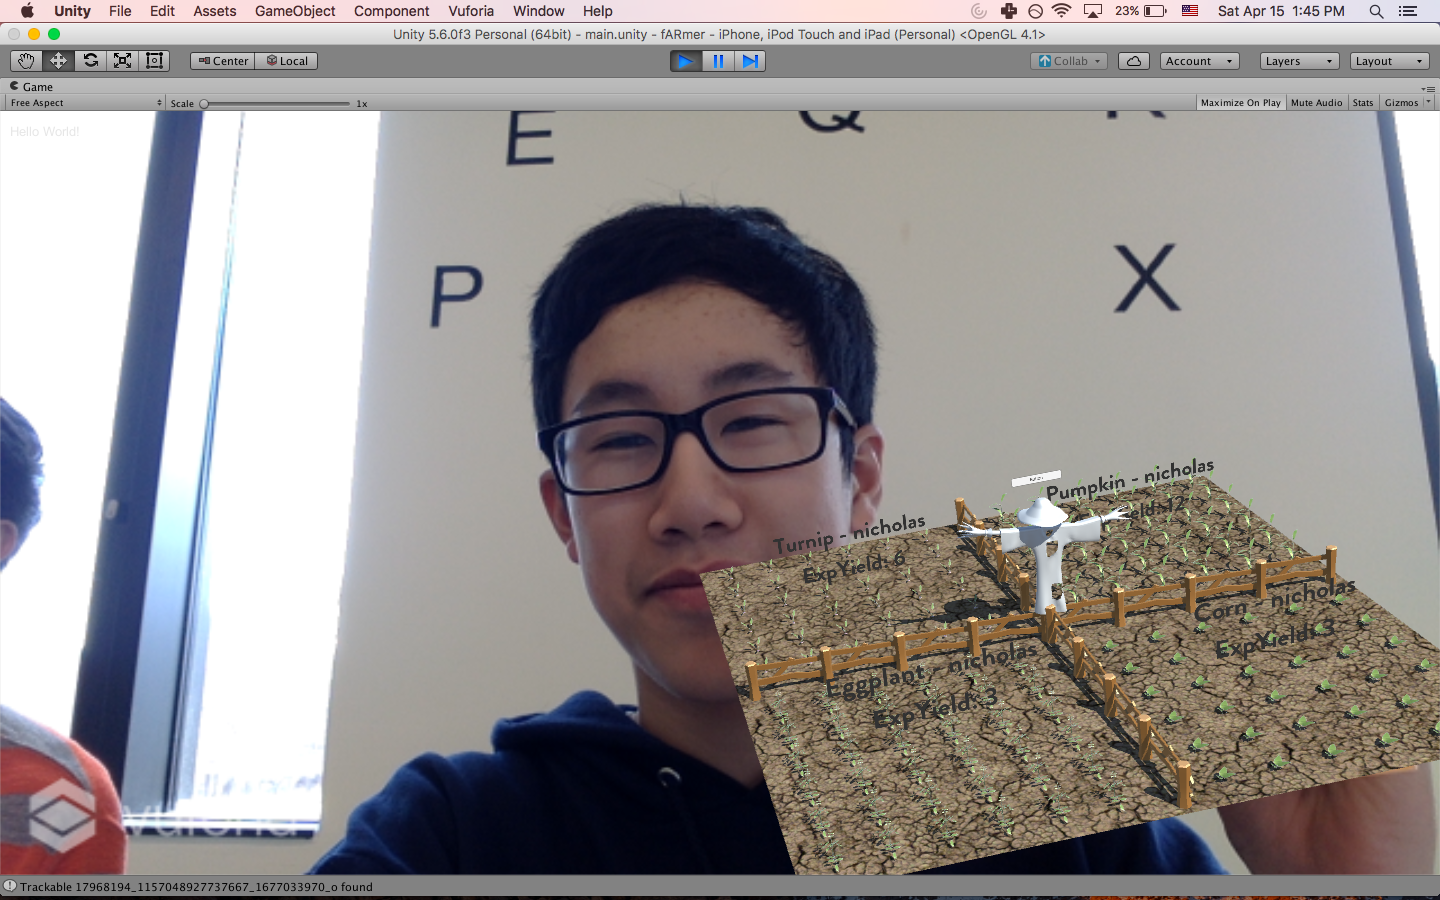 Unity File Edit Assets GameObject Component Vuforia Window Help 23% Sat Apr 15 1:45 PM
Unity 5.6.0f3 Personal (64bit) - main.unity - fARmer - iPhone, iPod Touch and iPad (Personal) <OpenGL 4.1>
Center Local Collab Account Layers Layout
Game
Free Aspect Scale 1x Maximize On Play Mute Audio Stats Gizmos
Hello World!
E Q
P X
Pumpkin - nicholas
Turnip - nicholas
ExpYield: 6
Corn - nicholas
ExpYield: 3
Eggplant - nicholas
ExpYield: 3
vuforia
Trackable 17968194_1157048927737667_1677033970_o found